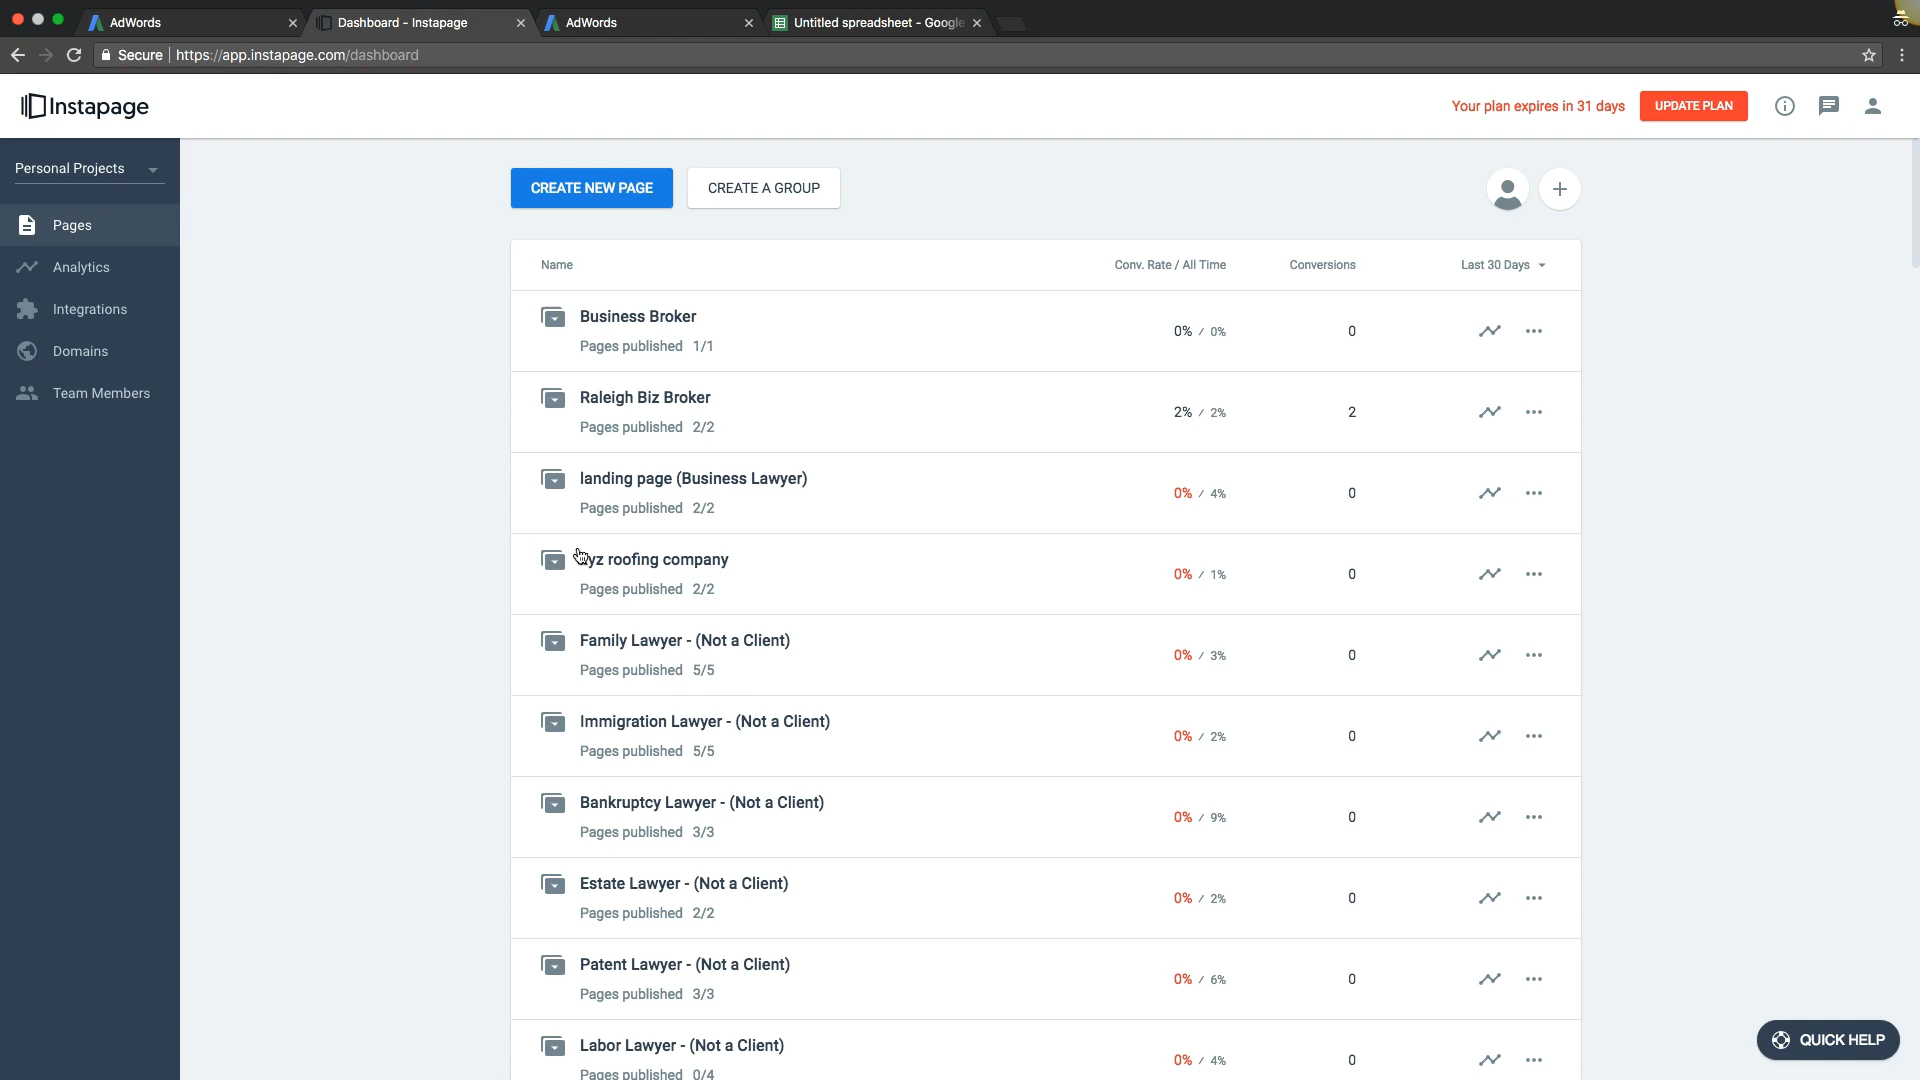 AdWords
Dashboard - Instapage
AdWords
Untitled spreadsheet - Google
Secure
https://app.instapage.com/dashboard
Instapage
Your plan expires in 31 days
UPDATE PLAN
Personal Projects
Pages
Analytics
Integrations
Domains
Team Members
CREATE NEW PAGE
CREATE A GROUP
Name
Conv. Rate / All Time
Conversions
Last 30 Days
Business Broker
Pages published 1/1
0% / 0%
0
Raleigh Biz Broker
Pages published 2/2
2% / 2%
2
landing page (Business Lawyer)
Pages published 2/2
0% / 4%
0
roofing company
Pages published 2/2
0% / 1%
0
Family Lawyer - (Not a Client)
Pages published 5/5
0% / 3%
0
Immigration Lawyer - (Not a Client)
Pages published 5/5
0% / 2%
0
Bankruptcy Lawyer - (Not a Client)
Pages published 3/3
0% / 9%
0
Estate Lawyer - (Not a Client)
Pages published 2/2
0% / 2%
0
Patent Lawyer - (Not a Client)
Pages published 3/3
0% / 6%
0
Labor Lawyer - (Not a Client)
Pages published 0/4
0% / 4%
0
QUICK HELP